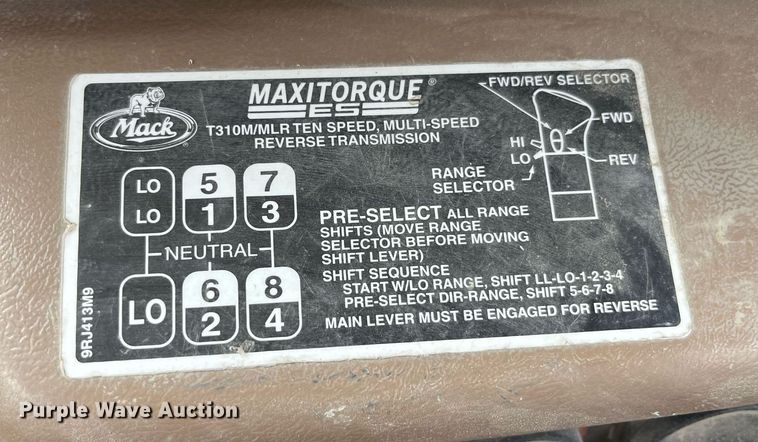 Mack
MAXITORQUE®
ES
T310M/MLR TEN SPEED, MULTI-SPEED
REVERSE TRANSMISSION
FWD/REV SELECTOR
FWD
HI
LO
REV
RANGE
SELECTOR
LO 5 7
LO 1 3
NEUTRAL
LO 6 8
2 4
PRE-SELECT ALL RANGE
SHIFTS (MOVE RANGE
SELECTOR BEFORE MOVING
SHIFT LEVER)
SHIFT SEQUENCE
START W/LO RANGE, SHIFT LL-LO-1-2-3-4
PRE-SELECT DIR-RANGE, SHIFT 5-6-7-8
MAIN LEVER MUST BE ENGAGED FOR REVERSE
9RJ413M9
Purple Wave Auction